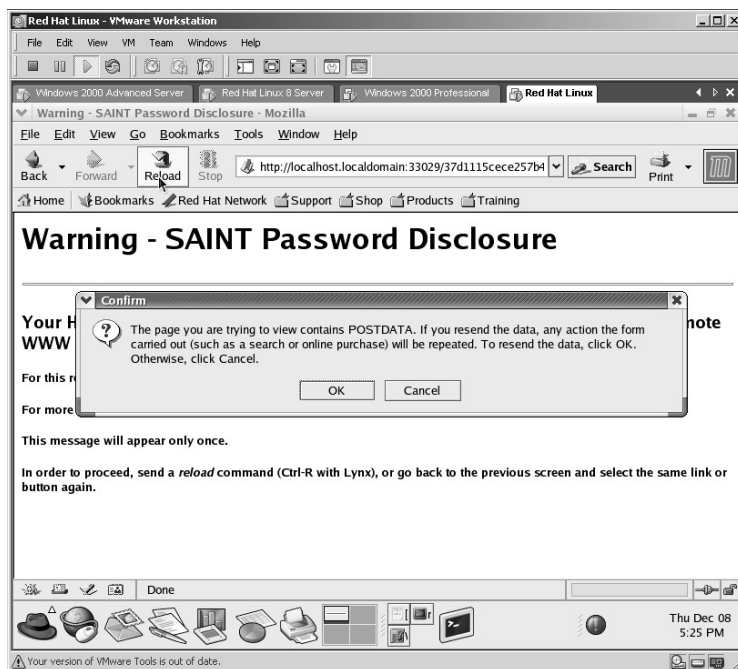 Red Hat Linux - VMware Workstation
File Edit View VM Team Windows Help
Windows 2000 Advanced Server Red Hat Linux 8 Server Windows 2000 Professional Red Hat Linux
Warning - SAINT Password Disclosure - Mozilla
File Edit View Go Bookmarks Tools Window Help
Back Forward Reload Stop http://localhost.localdomain:33029/37d1115cece257b4 Search Print
Home Bookmarks Red Hat Network Support Shop Products Training
Warning - SAINT Password Disclosure
Confirm
Your H
note
WWW
The page you are trying to view contains POSTDATA. If you resend the data, any action the form
carried out (such as a search or online purchase) will be repeated. To resend the data, click OK.
Otherwise, click Cancel.
For this r
OK Cancel
For more
This message will appear only once.
In order to proceed, send a reload command (Ctrl-R with Lynx), or go back to the previous screen and select the same link or
button again.
Done
Thu Dec 08
5:25 PM
Your version of VMware Tools is out of date.